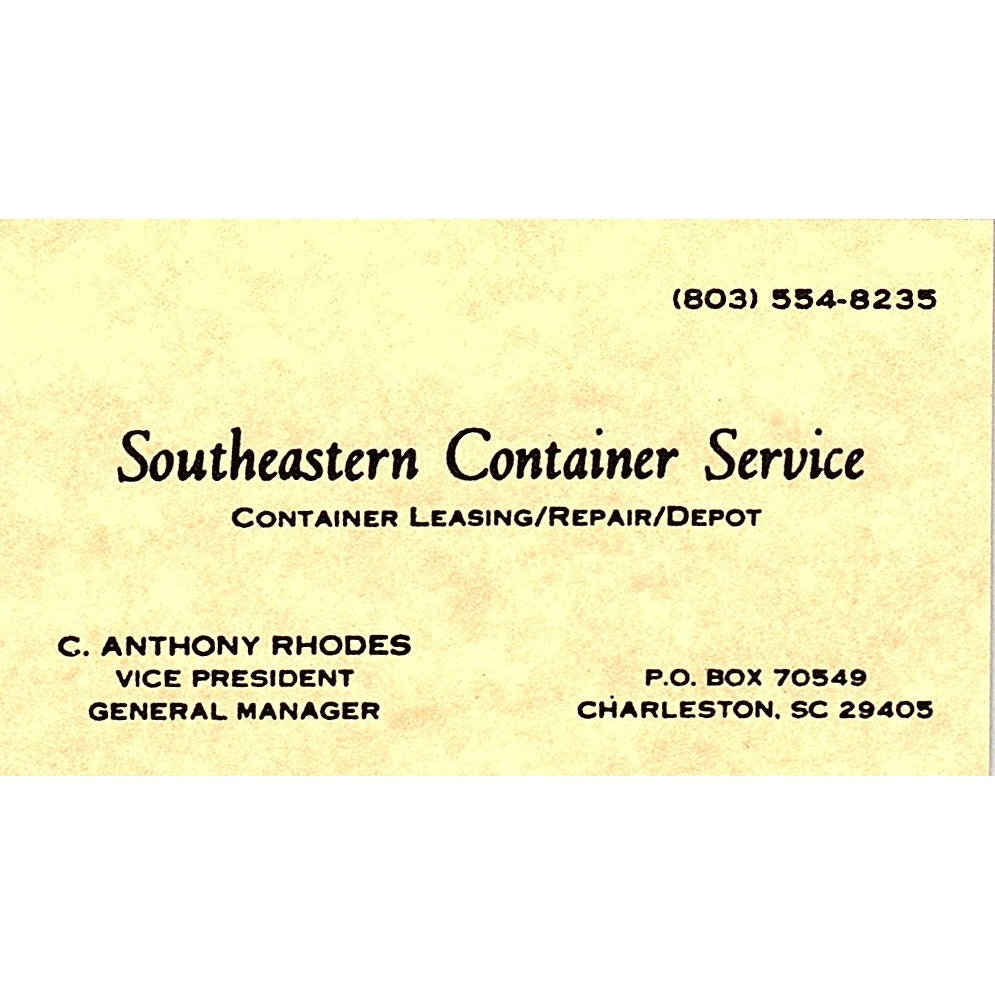 (803) 554-8235
Southeastern Container Service
CONTAINER LEASING/REPAIR/DEPOT
C. ANTHONY RHODES
VICE PRESIDENT
GENERAL MANAGER
P.O. BOX 70549
CHARLESTON, SC 29405